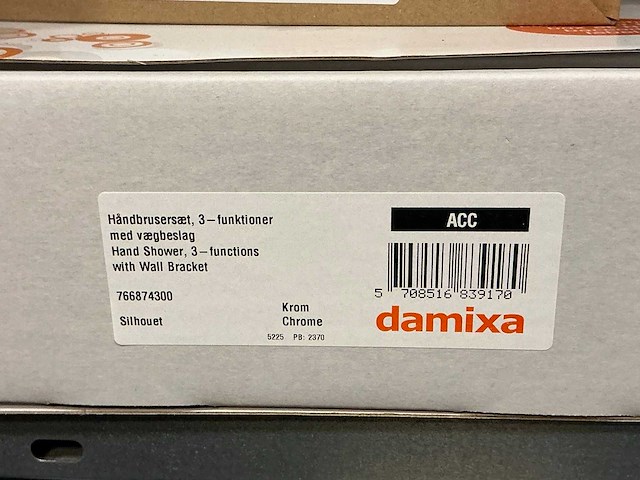 Håndbrusersæt, 3-funktioner
med vægbeslag
Hand Shower, 3-functions
with Wall Bracket
766874300
Silhouet
Krom
Chrome
5225 PB: 2370
ACC
5 708516 839170
damixa